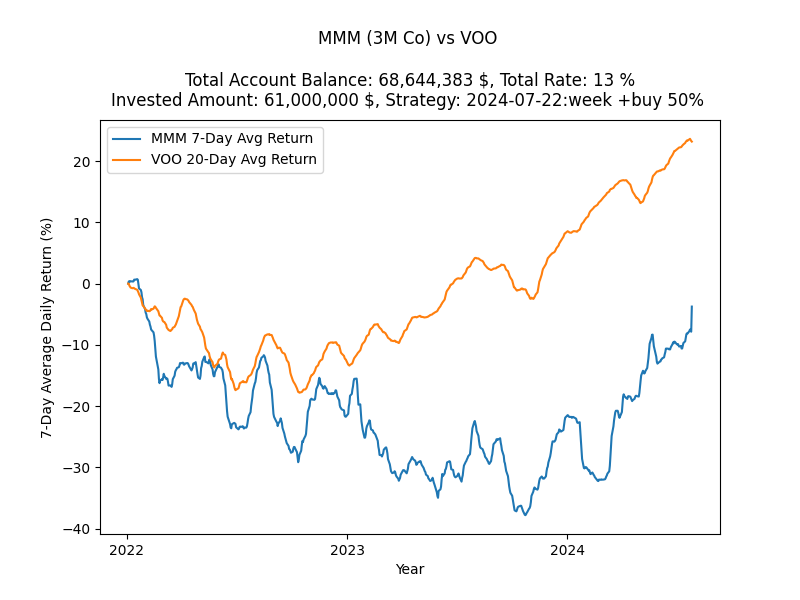 MMM (3M Co) vs VOO
Total Account Balance: 68,644,383 $, Total Rate: 13 %
Invested Amount: 61,000,000 $, Strategy: 2024-07-22:week +buy 50%
MMM 7-Day Avg Return
VOO 20-Day Avg Return
7-Day Average Daily Return (%)
20
10
0
−10
−20
−30
−40
2022
2023
2024
Year